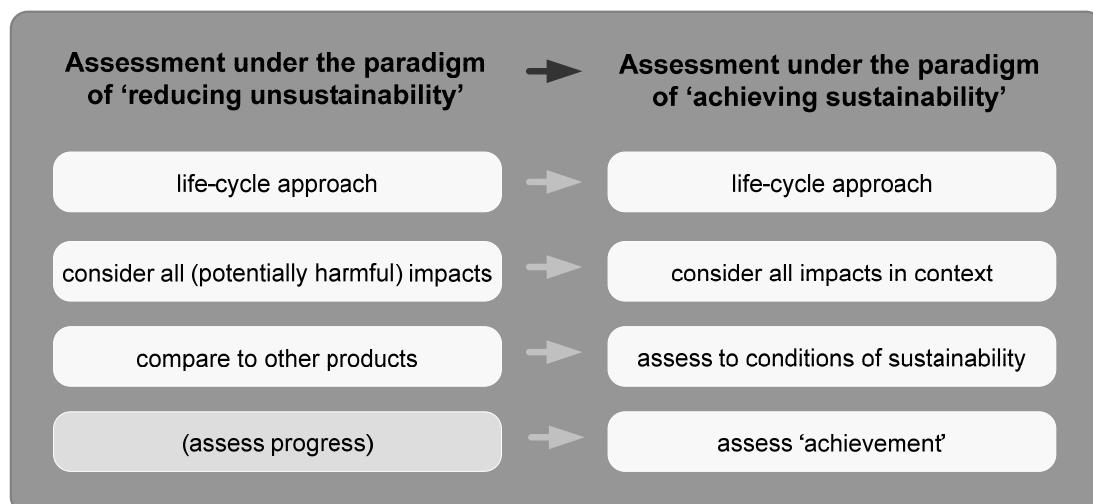 Assessment under the paradigm
of ‘reducing unsustainability’
Assessment under the paradigm
of ‘achieving sustainability’
life-cycle approach
life-cycle approach
consider all (potentially harmful) impacts
consider all impacts in context
compare to other products
assess to conditions of sustainability
(assess progress)
assess ‘achievement’